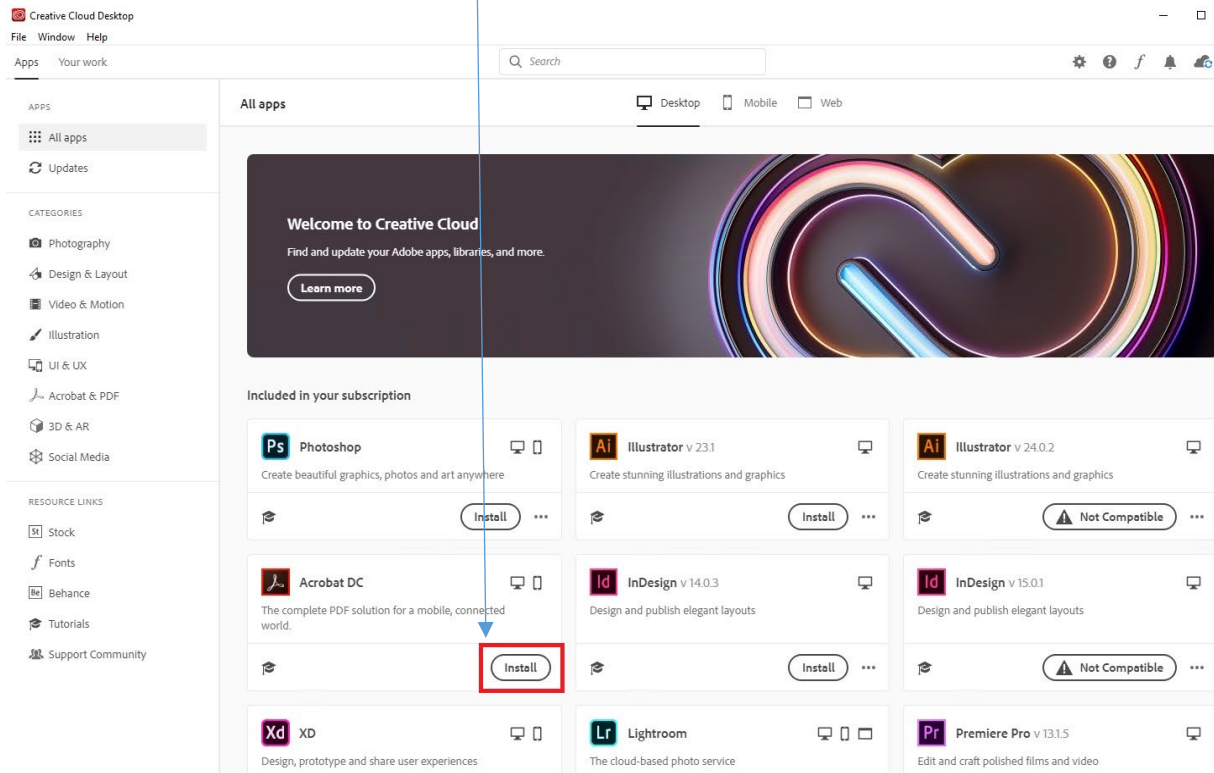 Creative Cloud Desktop
File Window Help
Apps Your work
Search
APPS
All apps
Updates
CATEGORIES
Photography
Design & Layout
Video & Motion
Illustration
UI & UX
Acrobat & PDF
3D & AR
Social Media
RESOURCE LINKS
St Stock
Fonts
Be Behance
Tutorials
Support Community
All apps
Desktop Mobile Web
Welcome to Creative Cloud
Find and update your Adobe apps, libraries, and more.
Learn more
Included in your subscription
Ps Photoshop
Create beautiful graphics, photos and art anywhere
Install
Ai Illustrator v 23.1
Create stunning illustrations and graphics
Install
Ai Illustrator v 24.0.2
Create stunning illustrations and graphics
Not Compatible
Acrobat DC
The complete PDF solution for a mobile, connected
world.
Install
Id InDesign v 14.0.3
Design and publish elegant layouts
Install
Id InDesign v 15.0.1
Design and publish elegant layouts
Not Compatible
Xd XD
Design, prototype and share user experiences
Lr Lightroom
The cloud-based photo service
Pr Premiere Pro v 13.1.5
Edit and craft polished films and video